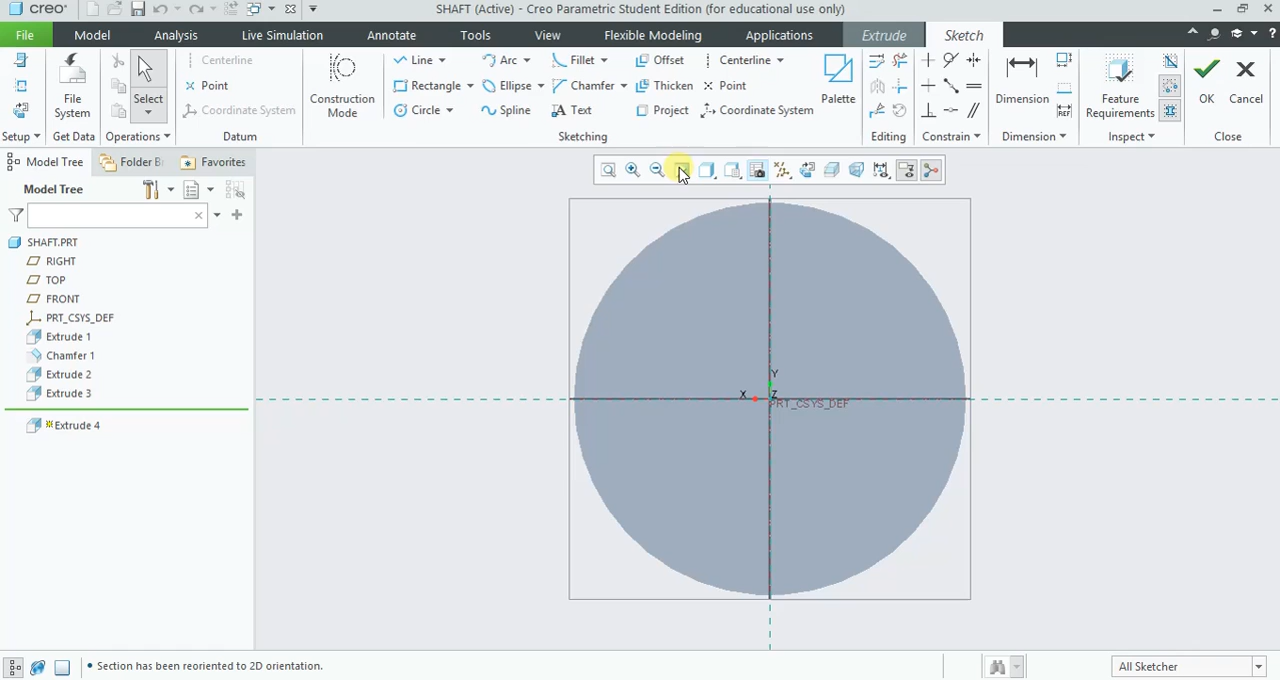 creo
SHAFT (Active) - Creo Parametric Student Edition (for educational use only)
File Model Analysis Live Simulation Annotate Tools View Flexible Modeling Applications Extrude Sketch
Setup
File System
Get Data
Select
Operations
Centerline
Point
Coordinate System
Datum
Construction Mode
Line Arc Fillet Offset Centerline
Rectangle Ellipse Chamfer Thicken Point
Circle Spline Text Project Coordinate System
Palette
Sketching
Editing
Constrain
Dimension
REF
Dimension
Feature Requirements
Inspect
OK Cancel
Close
Model Tree Folder B Favorites
Model Tree
SHAFT.PRT
RIGHT
TOP
FRONT
PRT_CSYS_DEF
Extrude 1
Chamfer 1
Extrude 2
Extrude 3
Extrude 4
Y
X Z
PRT_CSYS_DEF
• Section has been reoriented to 2D orientation.
All Sketcher